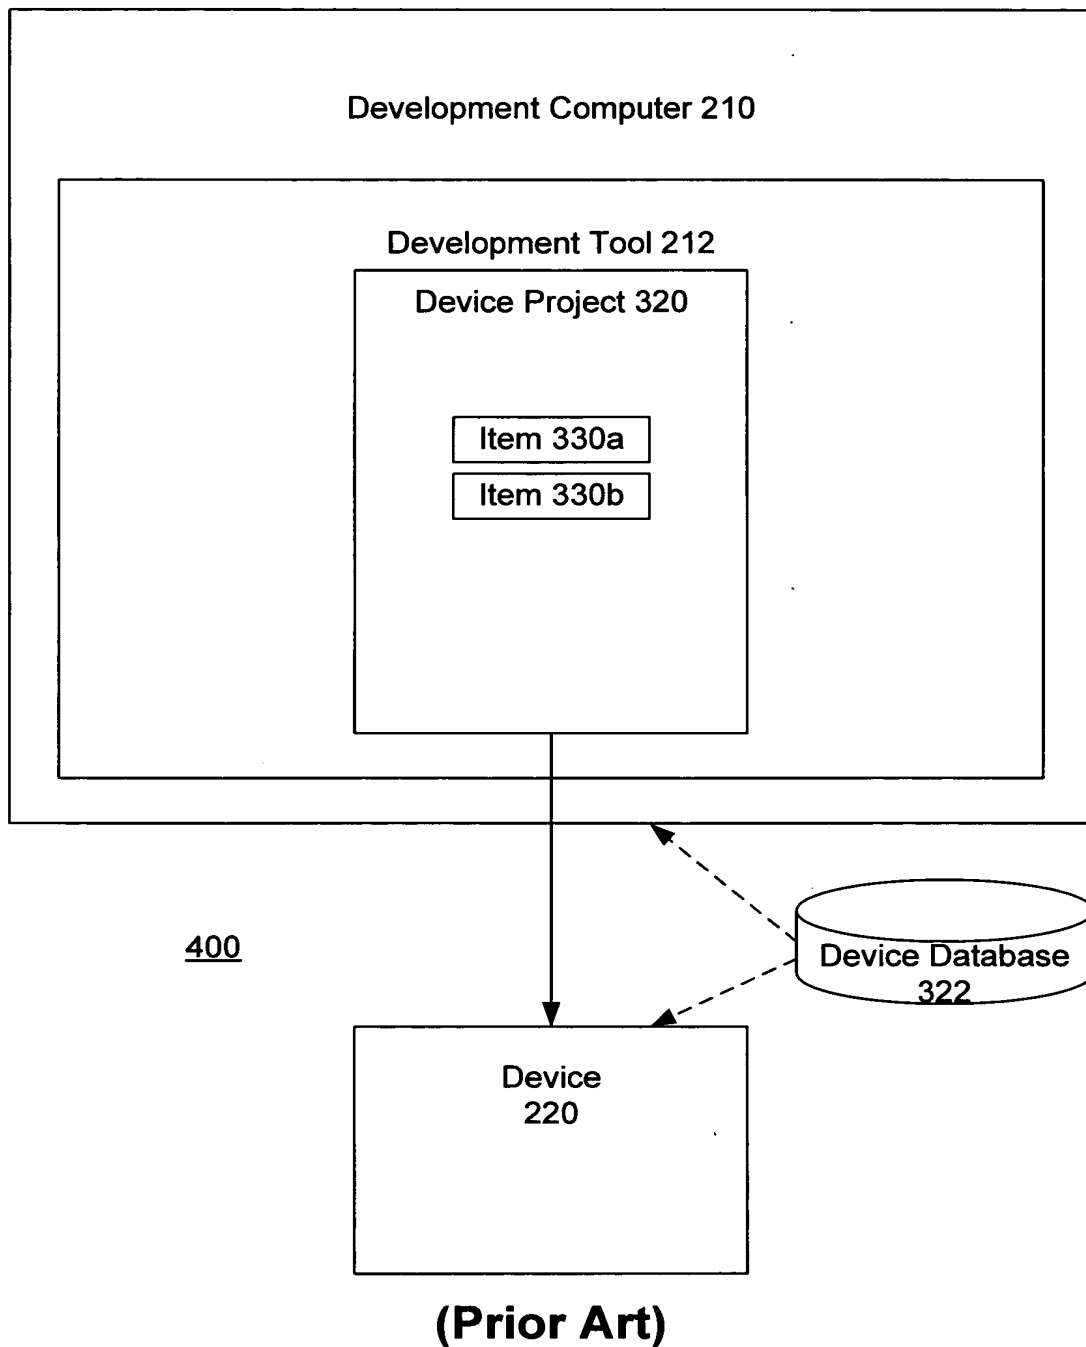 Development Computer 210
Development Tool 212
Device Project 320
Item 330a
Item 330b
400
Device Database
322
Device
220
(Prior Art)